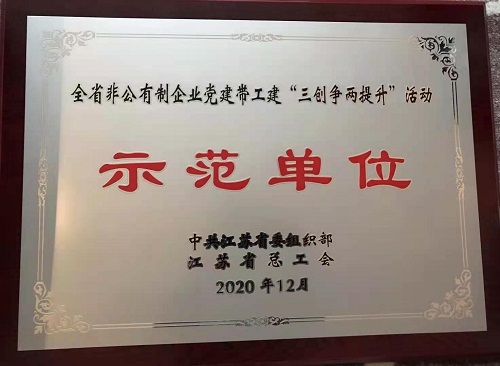 全省非公有制企业党建带工建“三创争两提升”活动
示范单位
中共江苏省委组织部
江苏省总工会
2020年12月